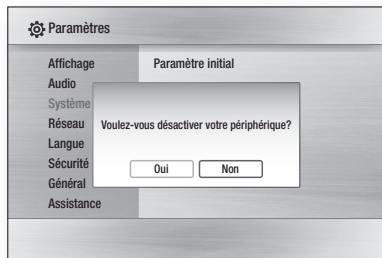 Paramètres
Affichage
Paramètre initial
Audio
Système
Réseau
Langue
Sécurité
Général
Assistance
Voulez-vous désactiver votre périphérique?
Oui
Non